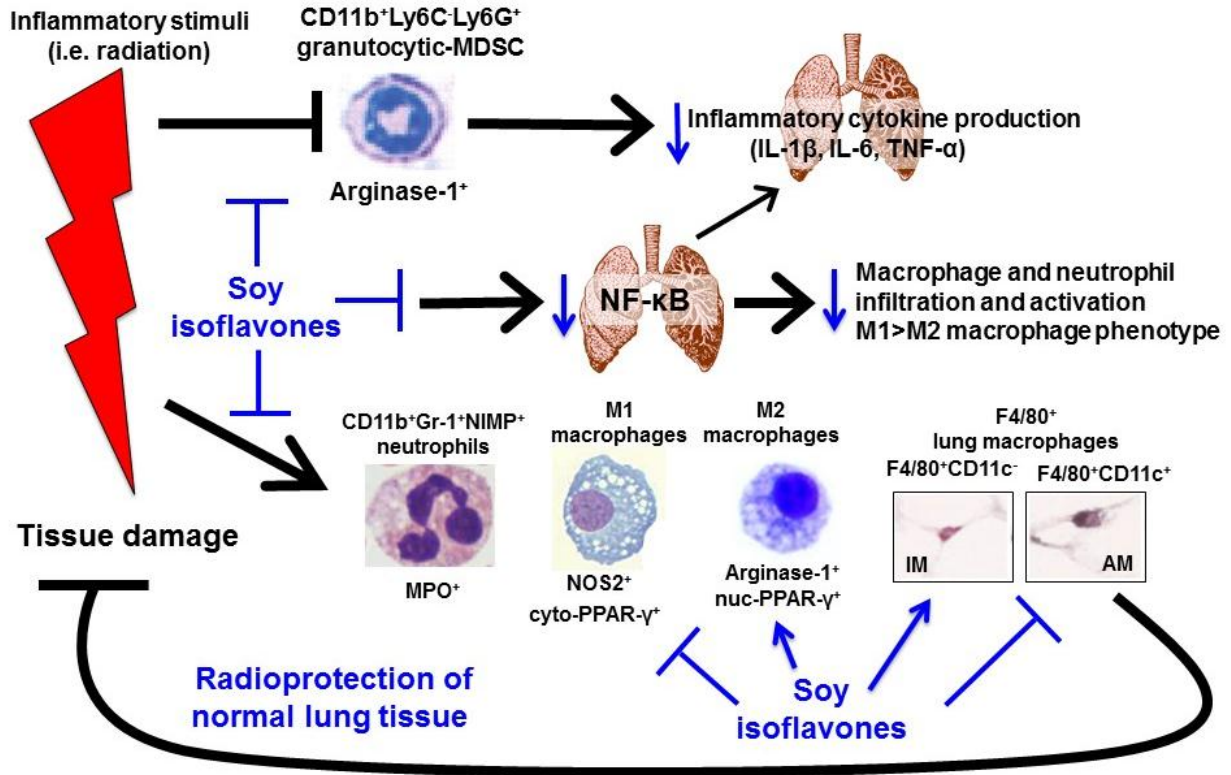 Inflammatory stimuli
(i.e. radiation)
CD11b⁺Ly6C⁻Ly6G⁺
granutocytic-MDSC
Arginase-1⁺
Inflammatory cytokine production
(IL-1β, IL-6, TNF-α)
Soy
isoflavones
NF-κB
Macrophage and neutrophil
infiltration and activation
M1>M2 macrophage phenotype
CD11b⁺Gr-1⁺NIMP⁺
neutrophils
MPO⁺
M1
macrophages
NOS2⁺
cyto-PPAR-γ⁺
M2
macrophages
Arginase-1⁺
nuc-PPAR-γ⁺
F4/80⁺
lung macrophages
F4/80⁺CD11c⁻
F4/80⁺CD11c⁺
IM
AM
Tissue damage
Radioprotection of
normal lung tissue
Soy
isoflavones